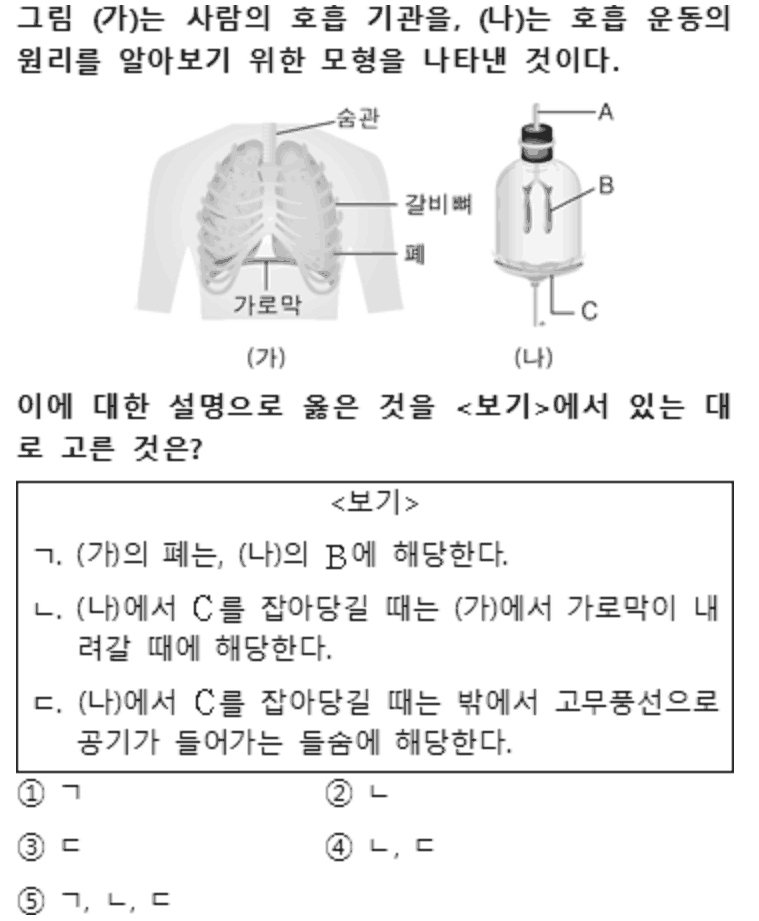 그림 (가)는 사람의 호흡 기관을, (나)는 호흡 운동의
원리를 알아보기 위한 모형을 나타낸 것이다.
숨관
갈비뼈
폐
가로막
(가)
A
B
C
(나)
이에 대한 설명으로 옳은 것을 <보기>에서 있는 대
로 고른 것은?
<보기>
ㄱ. (가)의 폐는, (나)의 B에 해당한다.
ㄴ. (나)에서 C를 잡아당길 때는 (가)에서 가로막이 내
려갈 때에 해당한다.
ㄷ. (나)에서 C를 잡아당길 때는 밖에서 고무풍선으로
공기가 들어가는 들숨에 해당한다.
① ㄱ ② ㄴ
③ ㄷ ④ ㄴ, ㄷ
⑤ ㄱ, ㄴ, ㄷ